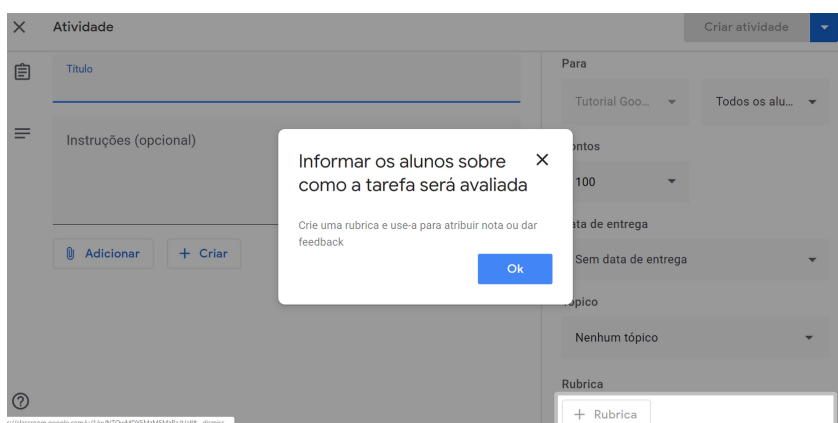 Atividade
Criar atividade
Título
Instruções (opcional)
Adicionar
+ Criar
Para
Tutorial Goo...
Todos os alu...
ontos
100
ata de entrega
Sem data de entrega
ópico
Nenhum tópico
Rubrica
+ Rubrica
Informar os alunos sobre
como a tarefa será avaliada
Crie uma rubrica e use-a para atribuir nota ou dar
feedback
Ok